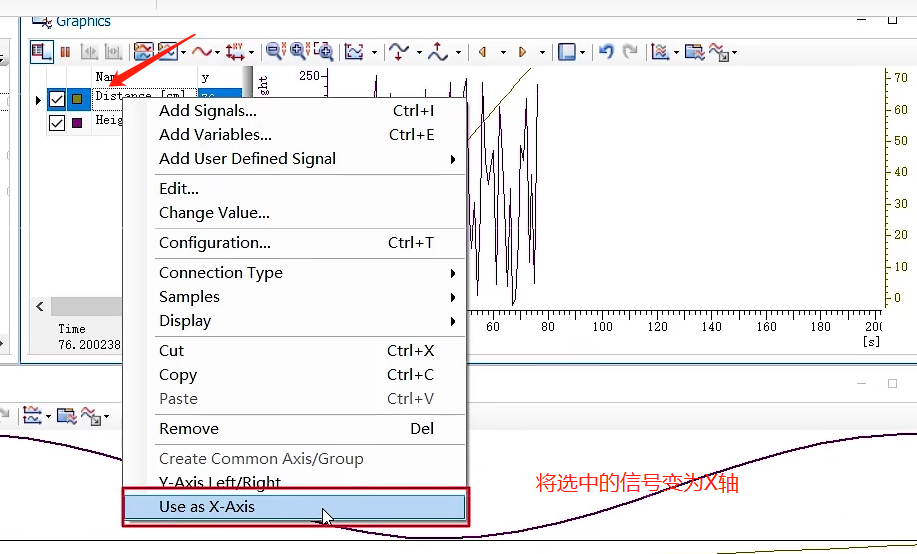 Graphics
y
250
Distance [cm]
Add Signals... Ctrl+I
Add Variables... Ctrl+E
Add User Defined Signal
Edit...
Change Value...
Configuration... Ctrl+T
Connection Type
Samples
Display
Cut Ctrl+X
Copy Ctrl+C
Paste Ctrl+V
Remove Del
Create Common Axis/Group
Y-Axis Left/Right
Use as X-Axis
Time
76.200238
70
60
50
40
30
20
10
0
60 80 100 120 140 160 180 200
[s]
将选中的信号变为X轴